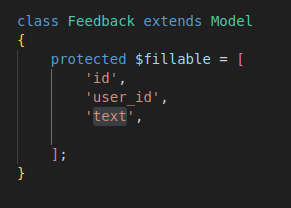 class Feedback extends Model
{
    protected $fillable = [
        'id',
        'user_id',
        'text',
    ];
}